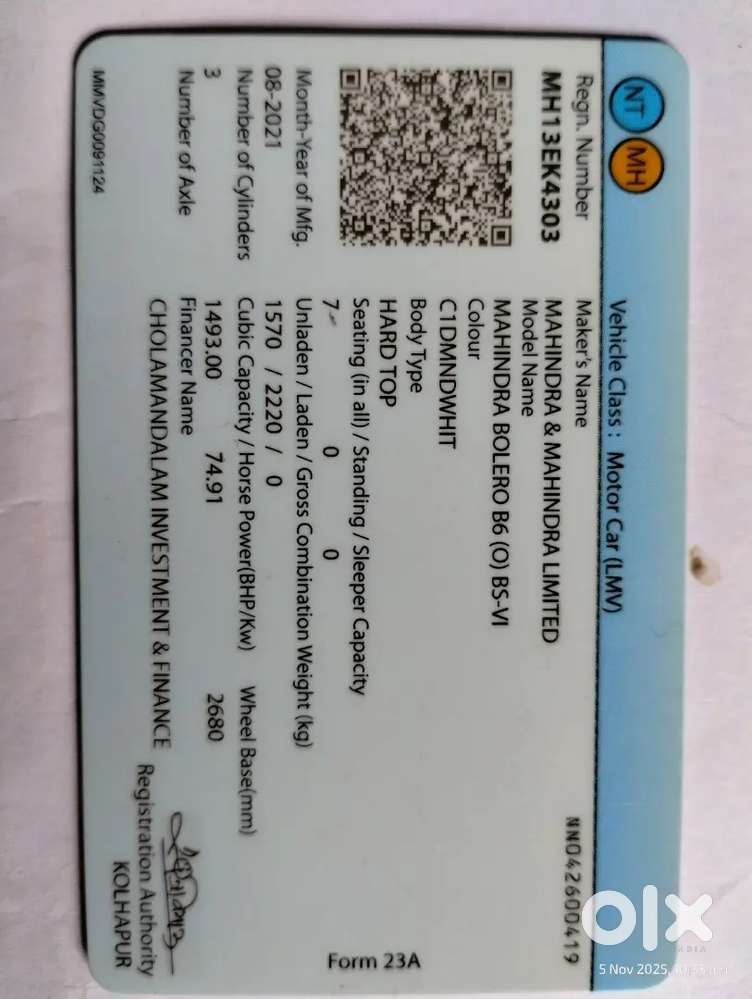 NT MH
Vehicle Class : Motor Car (LMV)
Regn. Number
MH13EK4303
Maker's Name
MAHINDRA & MAHINDRA LIMITED
Model Name
MAHINDRA BOLERO B6 (O) BS-VI
Colour
C1DMNDWHIT
Body Type
HARD TOP
Seating (in all) / Standing / Sleeper Capacity
7 0 0
Month-Year of Mfg.
08-2021
Unladen / Laden / Gross Combination Weight (kg)
1570 / 2220 / 0
Number of Cylinders
3
Cubic Capacity / Horse Power(BHP/Kw) Wheel Base(mm)
1493.00 74.91 2680
Number of Axle
Financer Name
CHOLAMANDALAM INVESTMENT & FINANCE
Registration Authority
KOLHAPUR
MMVDG0091124
NN042600419
Form 23A
olx
INDIA
5 Nov 2025,